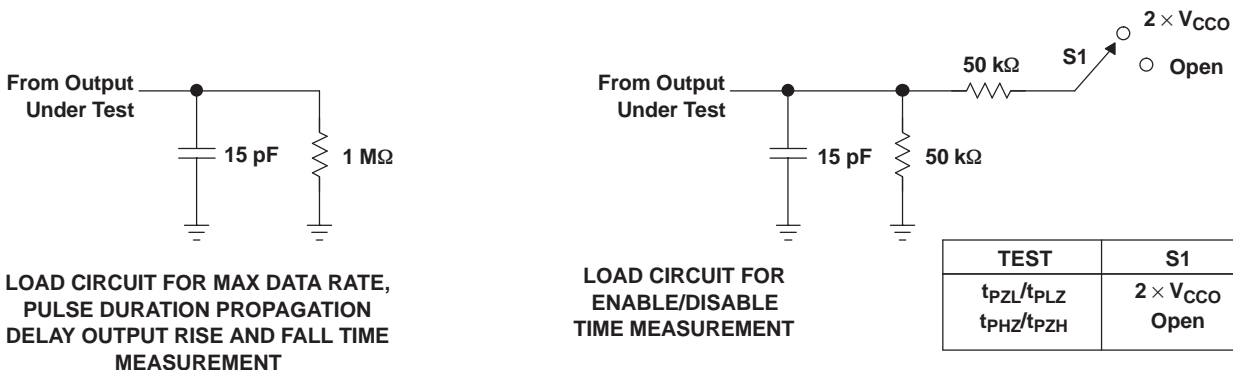 From Output
Under Test
15 pF
1 MΩ
LOAD CIRCUIT FOR MAX DATA RATE,
PULSE DURATION PROPAGATION
DELAY OUTPUT RISE AND FALL TIME
MEASUREMENT
From Output
Under Test
15 pF
50 kΩ
50 kΩ
S1
2 × VCCO
Open
LOAD CIRCUIT FOR
ENABLE/DISABLE
TIME MEASUREMENT
TEST S1
tPZL/tPLZ 2 × VCCO
tPHZ/tPZH Open